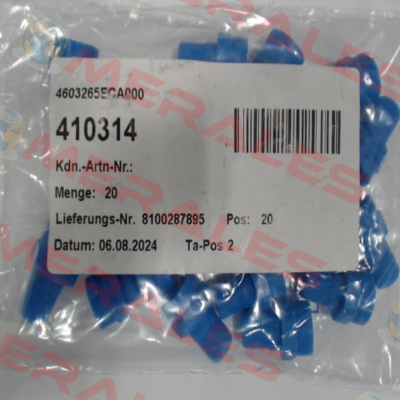 4603265ECA000
410314
Kdn.-Artn-Nr.:
Menge: 20
Lieferungs-Nr. 8100287895 Pos: 20
Datum: 06.08.2024 Ta-Pos 2
MERALES